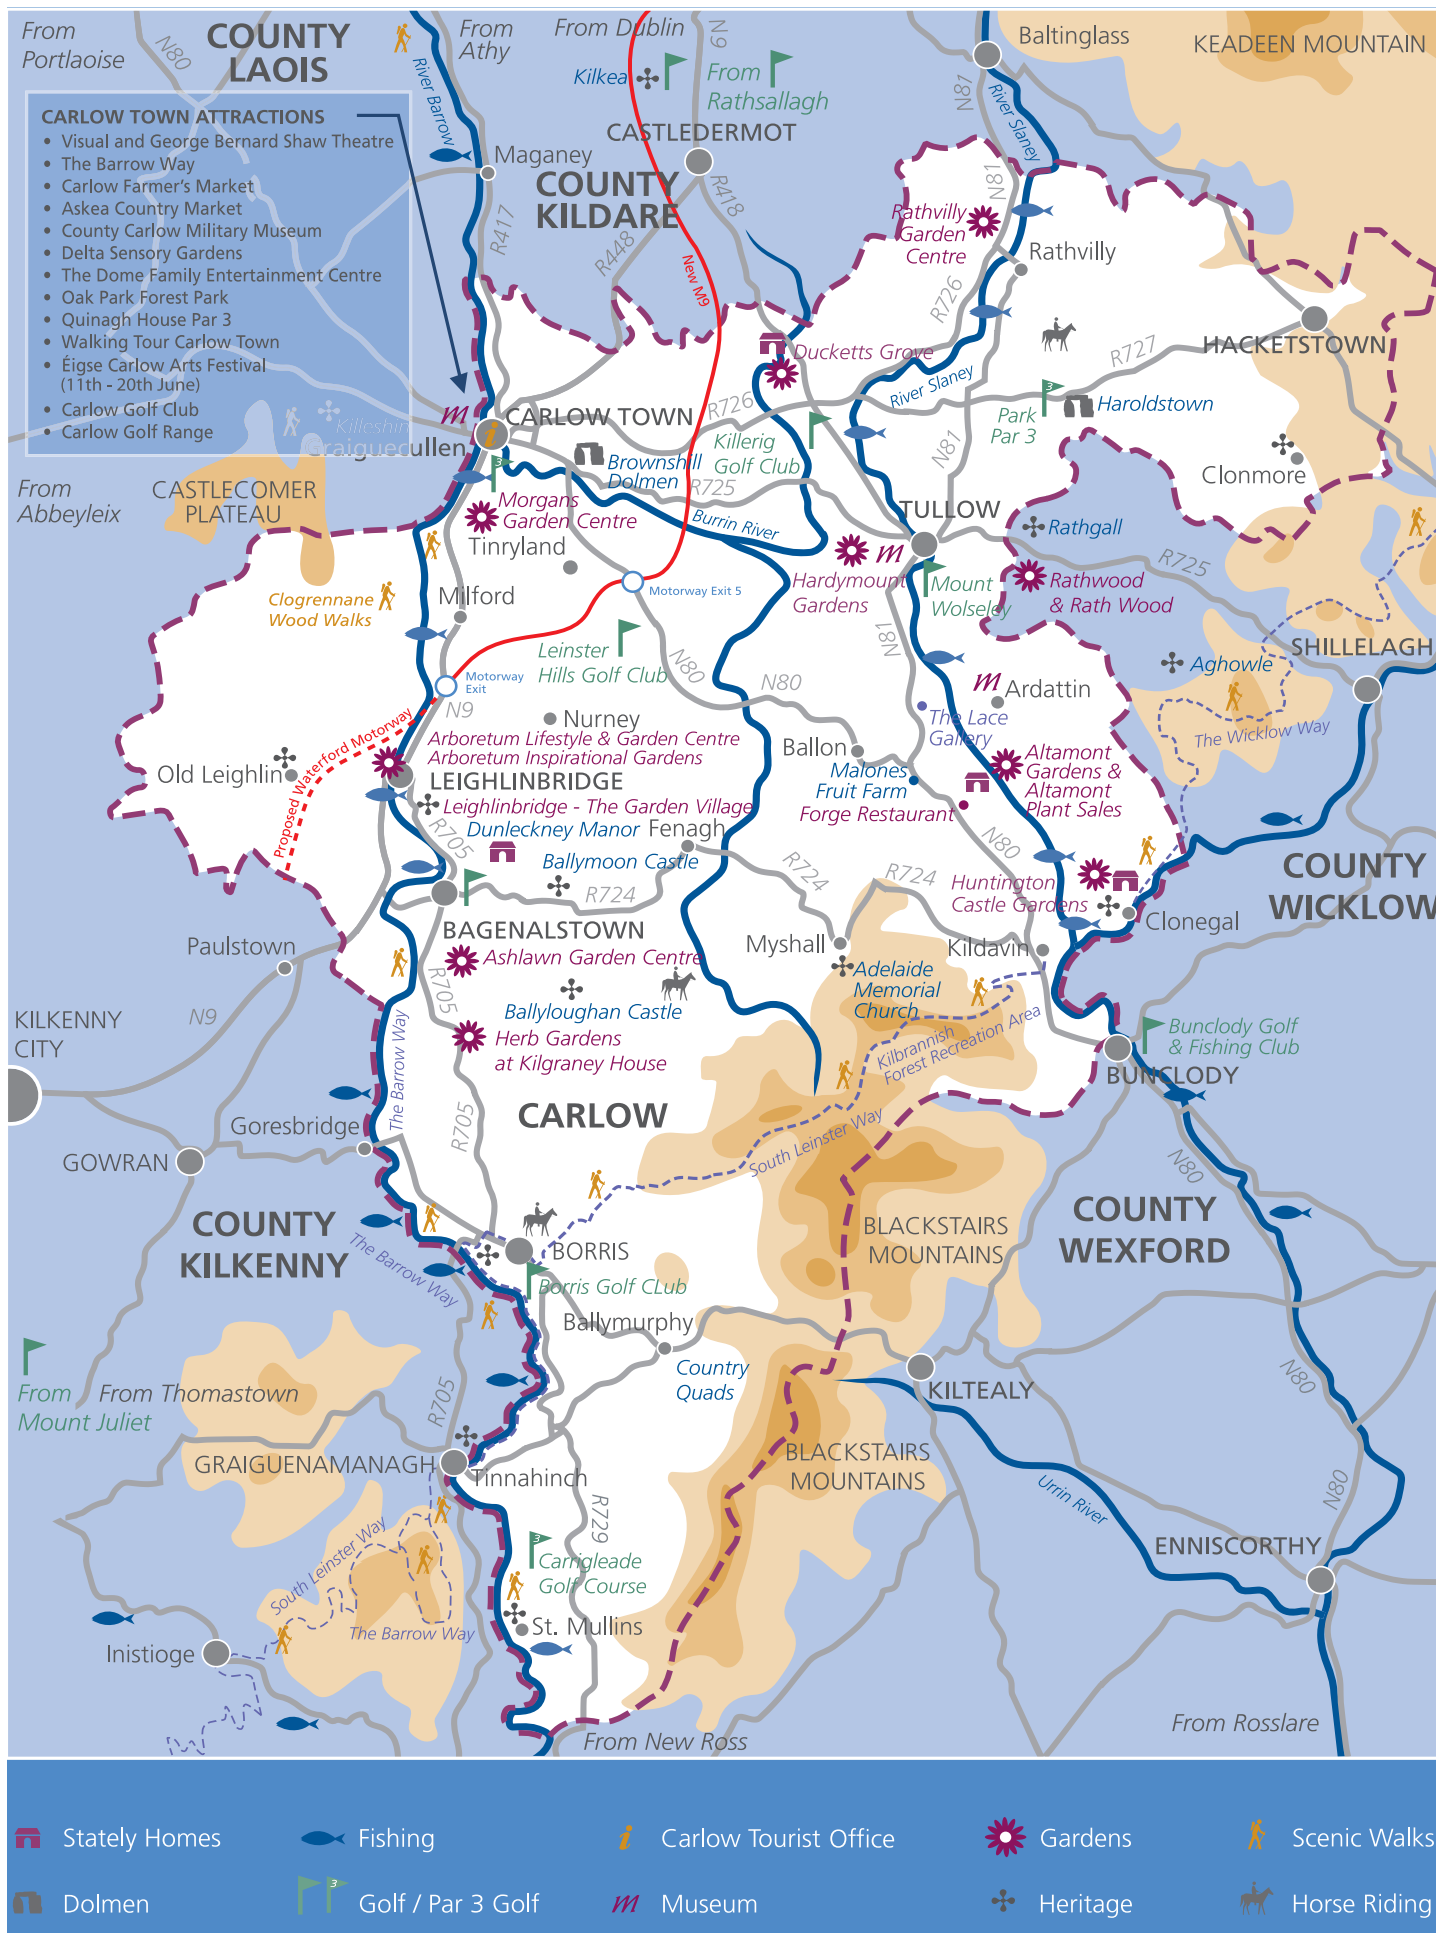 From
Portlaoise
N80
COUNTY
LAOIS
From
Athy
From Dublin
N9
Kilkea
From
Rathsallagh
Baltinglass
KEADEEN MOUNTAIN
N81
River Slaney
River Barrow
CARLOW TOWN ATTRACTIONS
• Visual and George Bernard Shaw Theatre
• The Barrow Way
• Carlow Farmer's Market
• Askea Country Market
• County Carlow Military Museum
• Delta Sensory Gardens
• The Dome Family Entertainment Centre
• Oak Park Forest Park
• Quinagh House Par 3
• Walking Tour Carlow Town
• Éigse Carlow Arts Festival
(11th - 20th June)
• Carlow Golf Club
• Carlow Golf Range
Killeshin
Graiguecullen
CASTLEDERMOT
Maganey
COUNTY
KILDARE
R417
R448
R418
New M9
N81
Rathvilly
Garden
Centre
Rathvilly
R726
Ducketts Grove
River Slaney
R727
HACKETSTOWN
CARLOW TOWN
R726
Killerig
Golf Club
Park
Par 3
3
Haroldstown
N81
Clonmore
From
Abbeyleix
CASTLECOMER
PLATEAU
3
Brownshill
Dolmen
R725
Morgans
Garden Centre
Burrin River
TULLOW
Rathgall
R725
Tinryland
Motorway Exit 5
Hardymount
Gardens
Mount
Wolseley
Rathwood
& Rath Wood
Clogrennane
Wood Walks
Milford
Leinster
Hills Golf Club
N80
N80
N81
SHILLELAGH
Aghowle
Motorway
Exit
N9
Ardattin
The Lace
Gallery
The Wicklow Way
Nurney
Arboretum Lifestyle & Garden Centre
Arboretum Inspirational Gardens
Ballon
Malones
Fruit Farm
Altamont
Gardens &
Altamont
Plant Sales
Old Leighlin
Proposed Waterford Motorway
LEIGHLINBRIDGE
Leighlinbridge - The Garden Village
Forge Restaurant
R705
Dunleckney Manor
Fenagh
N80
Ballymoon Castle
R724
R724
R724
Huntington
Castle Gardens
COUNTY
WICKLOW
Clonegal
BAGENALSTOWN
Paulstown
Myshall
Kildavin
Ashlawn Garden Centre
R705
Adelaide
Memorial
Church
Ballyloughan Castle
KILKENNY
CITY
N9
Herb Gardens
at Kilgraney House
Kilbrannish
Forest Recreation Area
Bunclody Golf
& Fishing Club
BUNCLODY
The Barrow Way
CARLOW
R705
Goresbridge
South Leinster Way
GOWRAN
N80
COUNTY
KILKENNY
BLACKSTAIRS
MOUNTAINS
COUNTY
WEXFORD
The Barrow Way
BORRIS
Borris Golf CLub
Ballymurphy
Country
Quads
KILTEALY
N80
From
Mount Juliet
From Thomastown
R705
GRAIGUENAMANAGH
Tinnahinch
BLACKSTAIRS
MOUNTAINS
Urrin River
N80
R729
South Leinster Way
3
Carrigleade
Golf Course
ENNISCORTHY
The Barrow Way
St. Mullins
Inistioge
From New Ross
From Rosslare
Stately Homes
Fishing
Carlow Tourist Office
Gardens
Scenic Walks
Dolmen
3
Golf / Par 3 Golf
Museum
Heritage
Horse Riding